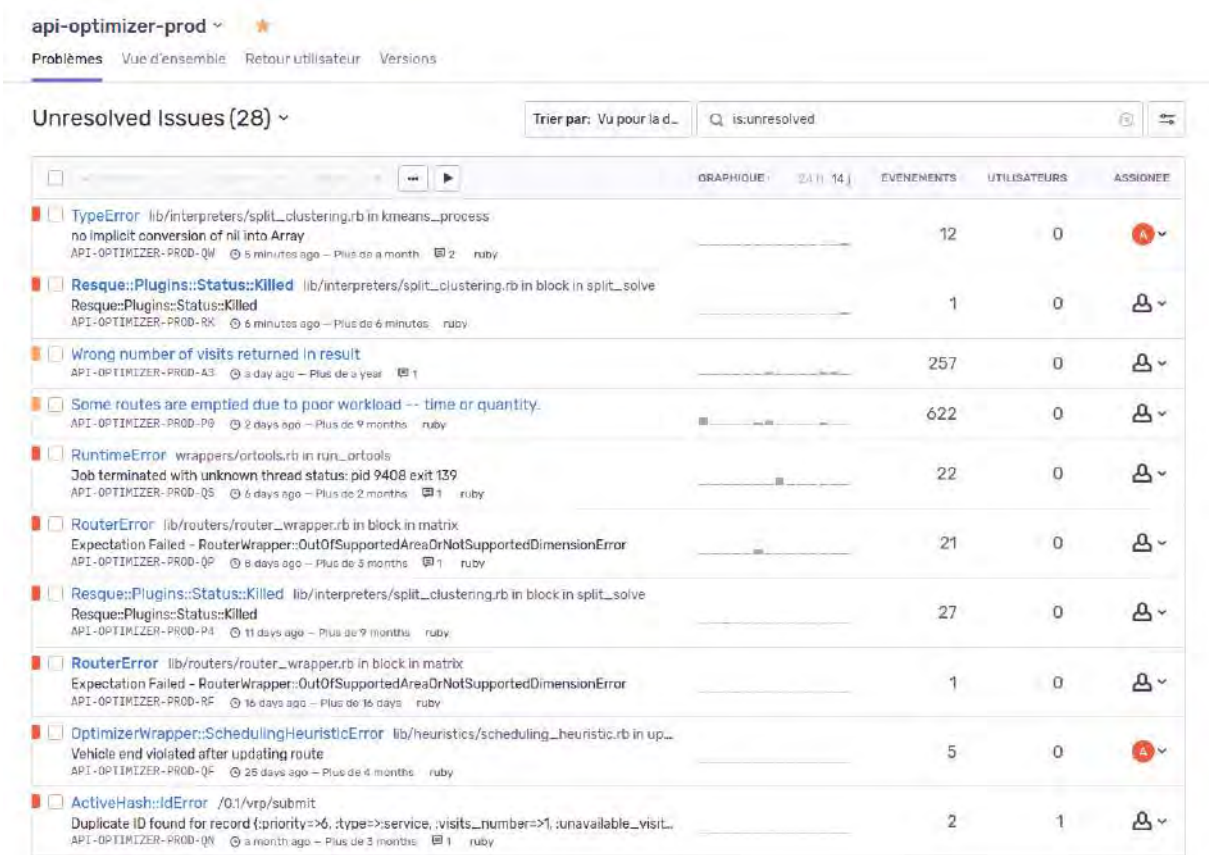 api-optimizer-prod
Problèmes Vue d'ensemble Retour utilisateur Versions
Unresolved Issues (28)
Trier par: Vu pour la d...
is:unresolved
GRAPHIQUE: 24 h 14 j EVENEMENTS UTILISATEURS ASSIGNEE
TypeError lib/interpreters/split_clustering.rb in kmeans_process
no implicit conversion of nil into Array 12 0 A
API-OPTIMIZER-PROD-QW 5 minutes ago — Plus de a month 2 ruby
Resque::Plugins::Status::Killed lib/interpreters/split_clustering.rb in block in split_solve
Resque::Plugins::Status::Killed 1 0
API-OPTIMIZER-PROD-RK 6 minutes ago — Plus de 6 minutes ruby
Wrong number of visits returned in result 257 0
API-OPTIMIZER-PROD-A3 a day ago — Plus de a year 1
Some routes are emptied due to poor workload -- time or quantity. 622 0
API-OPTIMIZER-PROD-P0 2 days ago — Plus de 9 months ruby
RuntimeError wrappers/ortools.rb in run_ortools
Job terminated with unknown thread status: pid 9408 exit 139 22 0
API-OPTIMIZER-PROD-QS 6 days ago — Plus de 2 months 1 ruby
RouterError lib/routers/router_wrapper.rb in block in matrix
Expectation Failed - RouterWrapper::OutOfSupportedAreaOrNotSupportedDimensionError 21 0
API-OPTIMIZER-PROD-QP 8 days ago — Plus de 3 months 1 ruby
Resque::Plugins::Status::Killed lib/interpreters/split_clustering.rb in block in split_solve
Resque::Plugins::Status::Killed 27 0
API-OPTIMIZER-PROD-P4 11 days ago — Plus de 9 months ruby
RouterError lib/routers/router_wrapper.rb in block in matrix
Expectation Failed - RouterWrapper::OutOfSupportedAreaOrNotSupportedDimensionError 1 0
API-OPTIMIZER-PROD-RF 16 days ago — Plus de 16 days ruby
OptimizerWrapper::SchedulingHeuristicError lib/heuristics/scheduling_heuristic.rb in up...
Vehicle end violated after updating route 5 0 A
API-OPTIMIZER-PROD-QF 25 days ago — Plus de 4 months ruby
ActiveHash::IdError /0.1/vrp/submit
Duplicate ID found for record {:priority=>6, :type=>:service, :visits_number=>1, :unavailable_visit... 2 1
API-OPTIMIZER-PROD-QN a month ago — Plus de 3 months 1 ruby